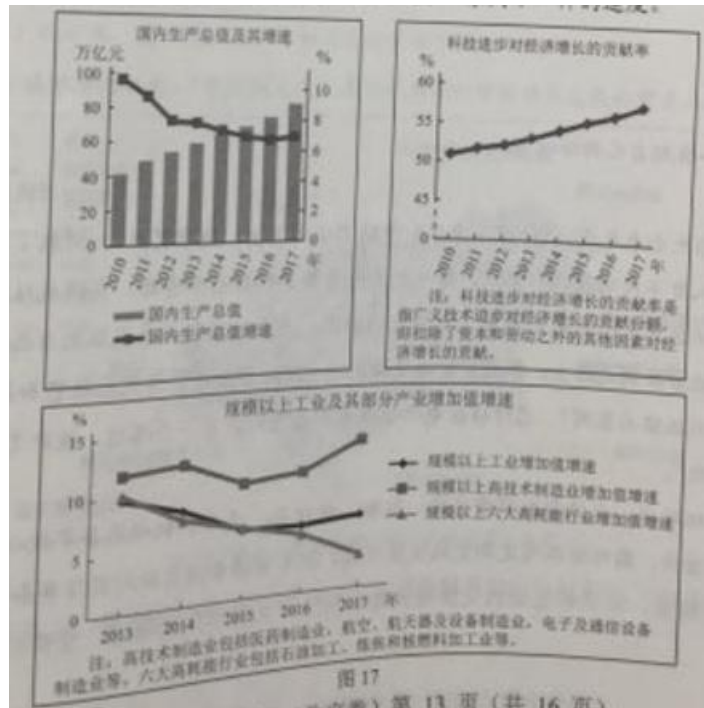 国内生产总值及其增速
万亿元
%
100
80
60
40
20
0
10
8
6
4
2
0
2010
2011
2012
2013
2014
2015
2016
2017
年
国内生产总值
国内生产总值增速
科技进步对经济增长的贡献率
%
60
55
50
45
0
2010
2011
2012
2013
2014
2015
2016
2017
年
注：科技进步对经济增长的贡献率是
指广义技术进步对经济增长的贡献份额，
即扣除了资本和劳动之外的其他因素对经
济增长的贡献。
规模以上工业及其部分产业增加值增速
%
15
10
5
0
2013
2014
2015
2016
2017
年
规模以上工业增加值增速
规模以上高技术制造业增加值增速
规模以上六大高耗能行业增加值增速
注：高技术制造业包括医药制造业，航空、航天器及设备制造业，电子及通信设备
制造业等。六大高耗能行业包括石油加工、炼焦和核燃料加工业等。
图17
第 13 页（共 16 页）